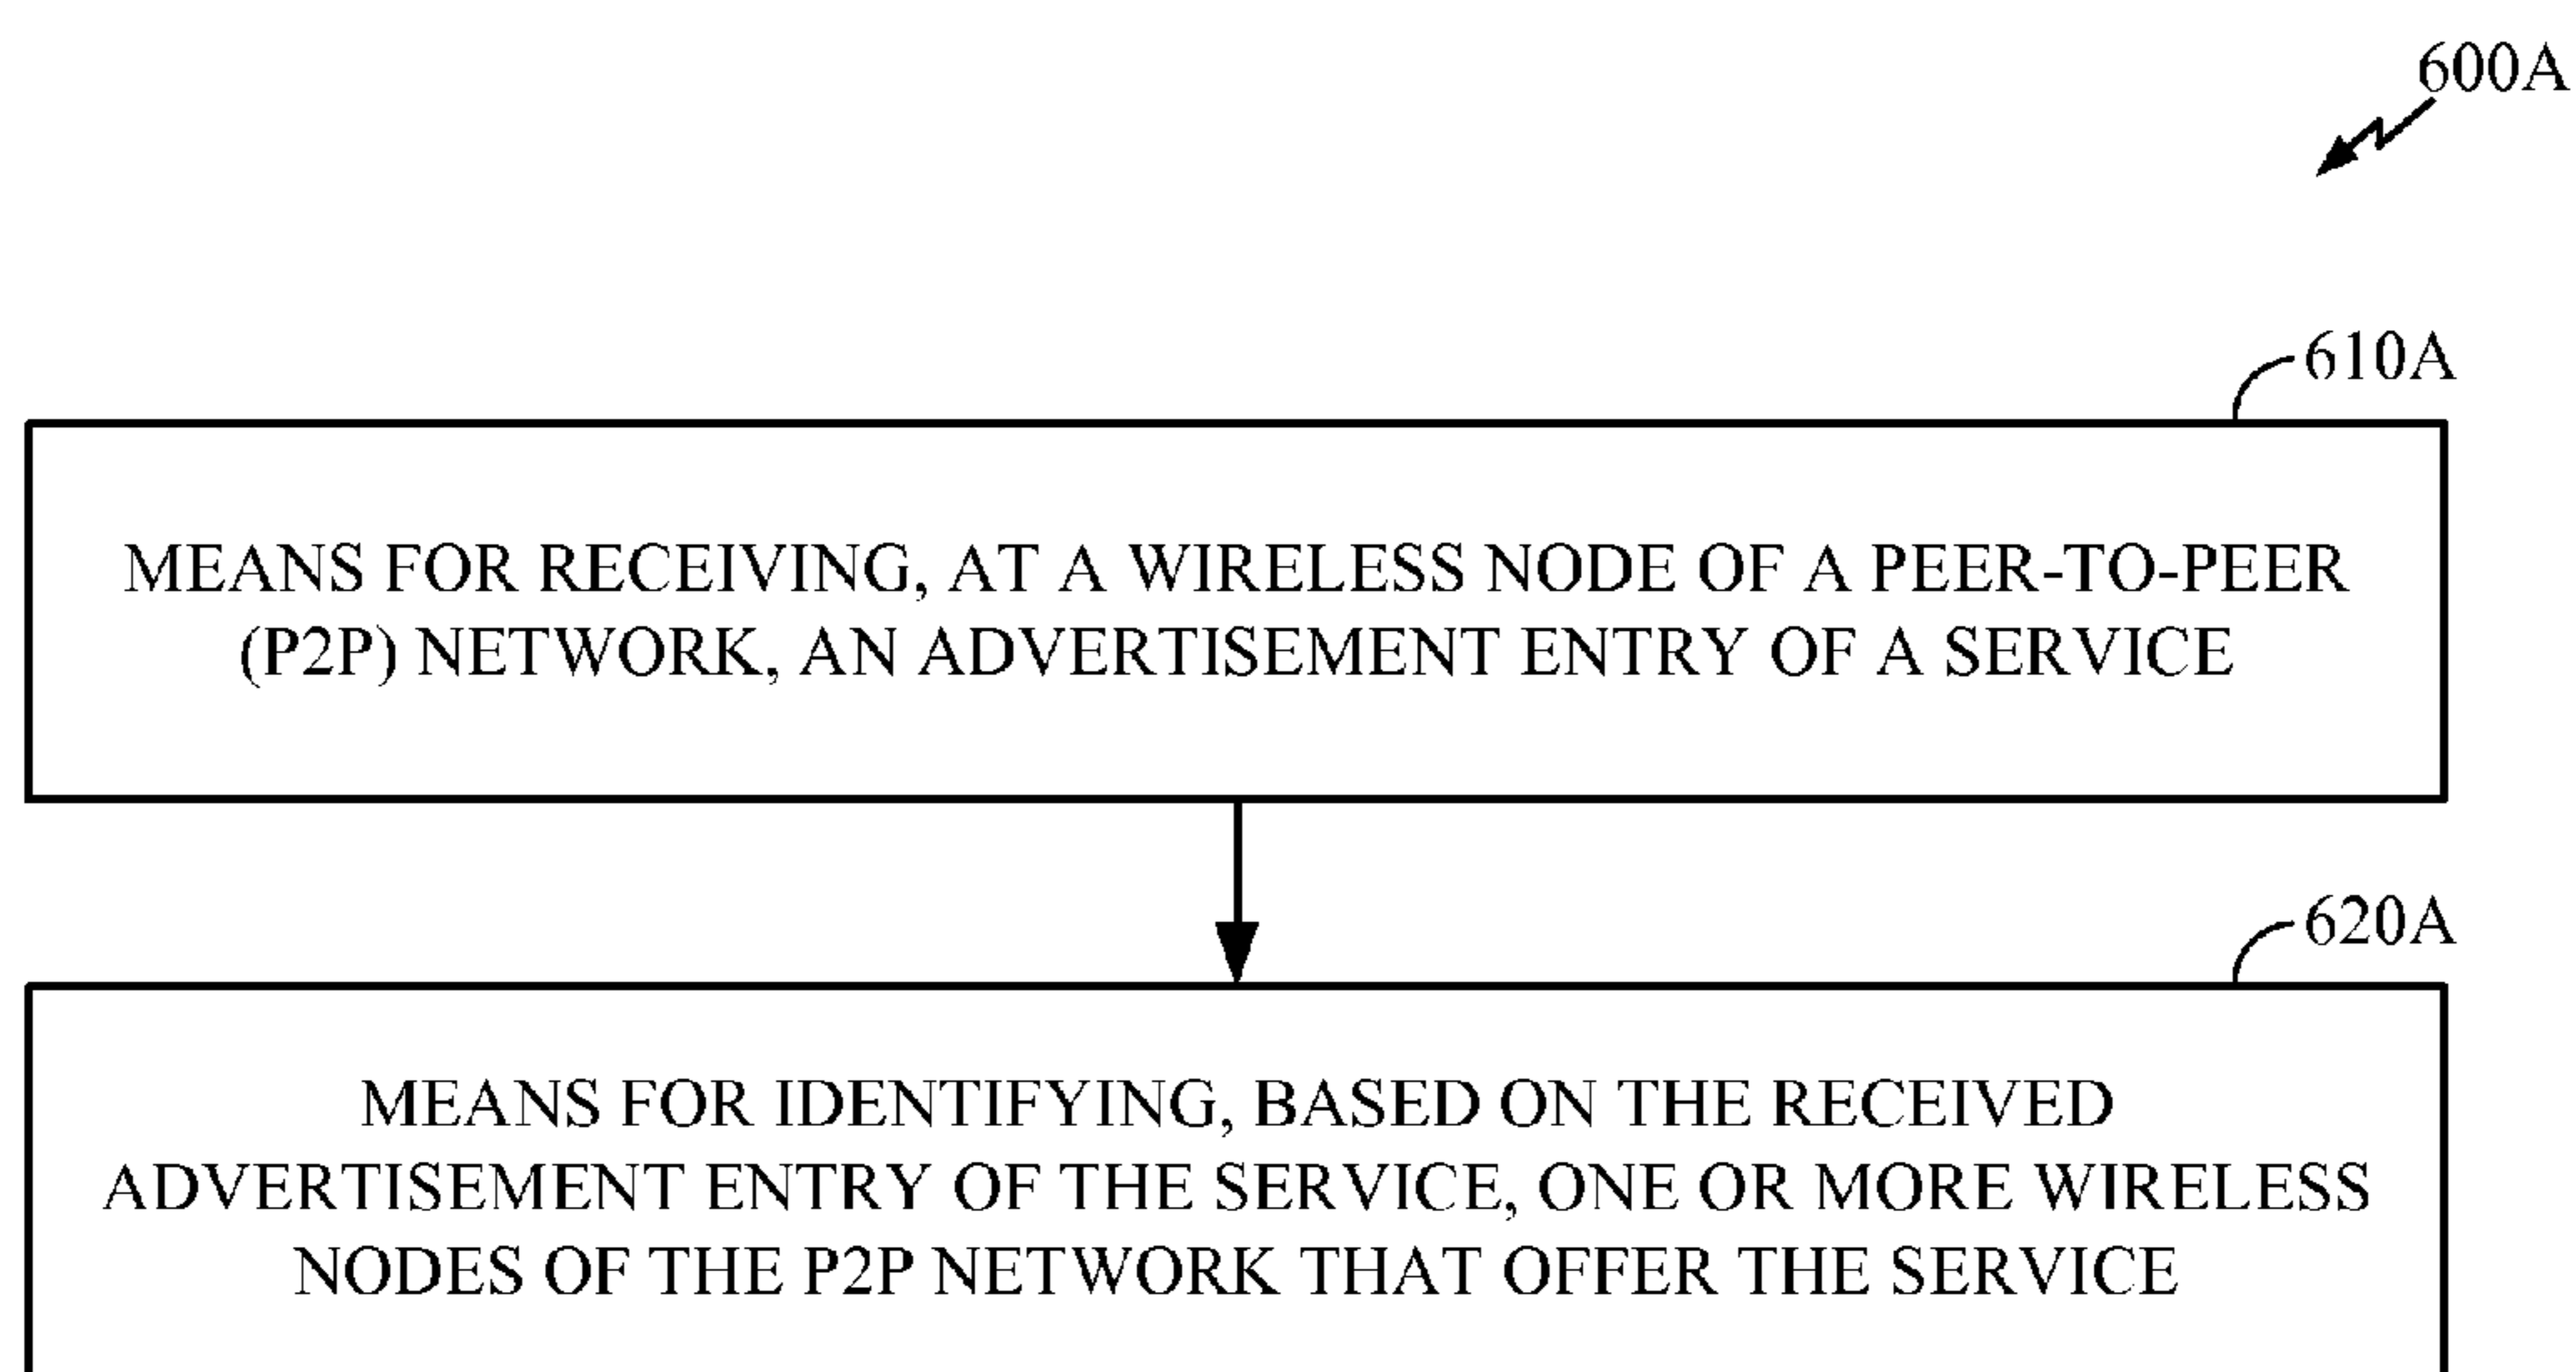 600A
610A
MEANS FOR RECEIVING, AT A WIRELESS NODE OF A PEER-TO-PEER
(P2P) NETWORK, AN ADVERTISEMENT ENTRY OF A SERVICE
620A
MEANS FOR IDENTIFYING, BASED ON THE RECEIVED
ADVERTISEMENT ENTRY OF THE SERVICE, ONE OR MORE WIRELESS
NODES OF THE P2P NETWORK THAT OFFER THE SERVICE